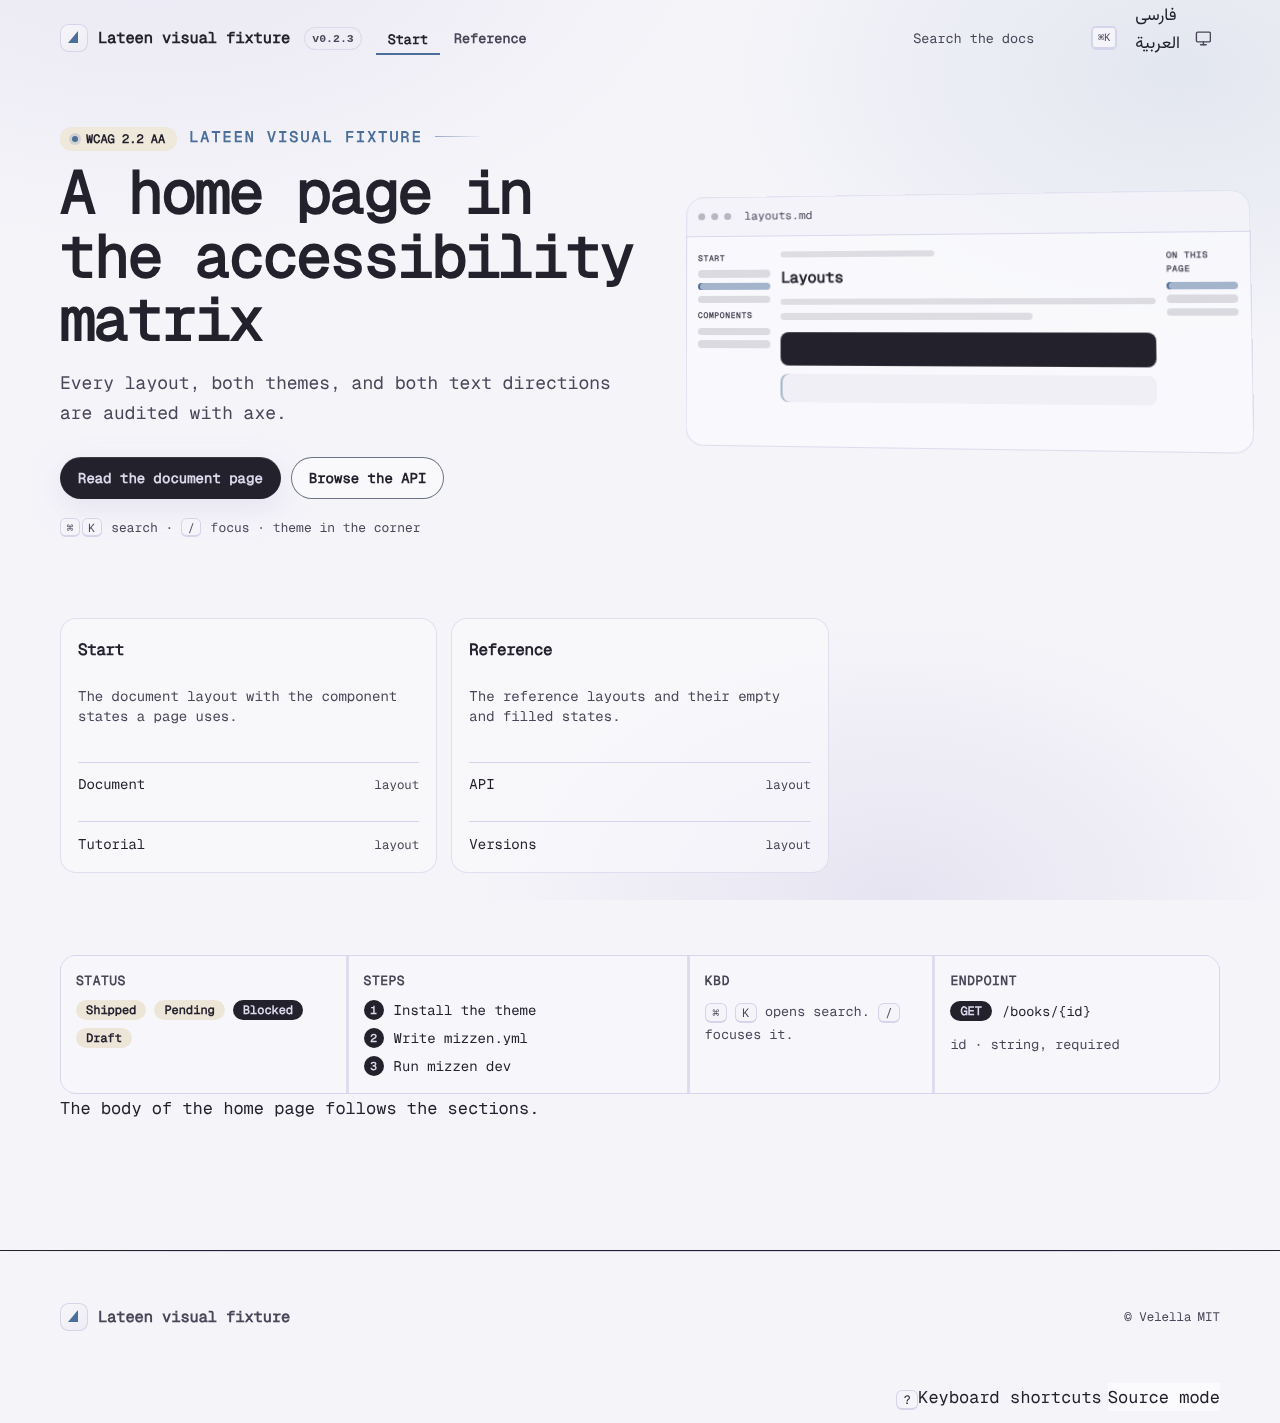 Lateen visual fixture v0.2.3 Start Reference Search the docs ⌘K فارسی العربية
WCAG 2.2 AA LATEEN VISUAL FIXTURE
A home page in
the accessibility
matrix
Every layout, both themes, and both text directions
are audited with axe.
Read the document page Browse the API
⌘ K search · / focus · theme in the corner
layouts.md
START
COMPONENTS
Layouts
ON THIS
PAGE
Start
The document layout with the component
states a page uses.
Document layout
Tutorial layout
Reference
The reference layouts and their empty
and filled states.
API layout
Versions layout
STATUS
Shipped Pending Blocked
Draft
STEPS
1 Install the theme
2 Write mizzen.yml
3 Run mizzen dev
KBD
⌘ K opens search. /
focuses it.
ENDPOINT
GET /books/{id}
id · string, required
The body of the home page follows the sections.
Lateen visual fixture © Velella MIT
? Keyboard shortcuts Source mode